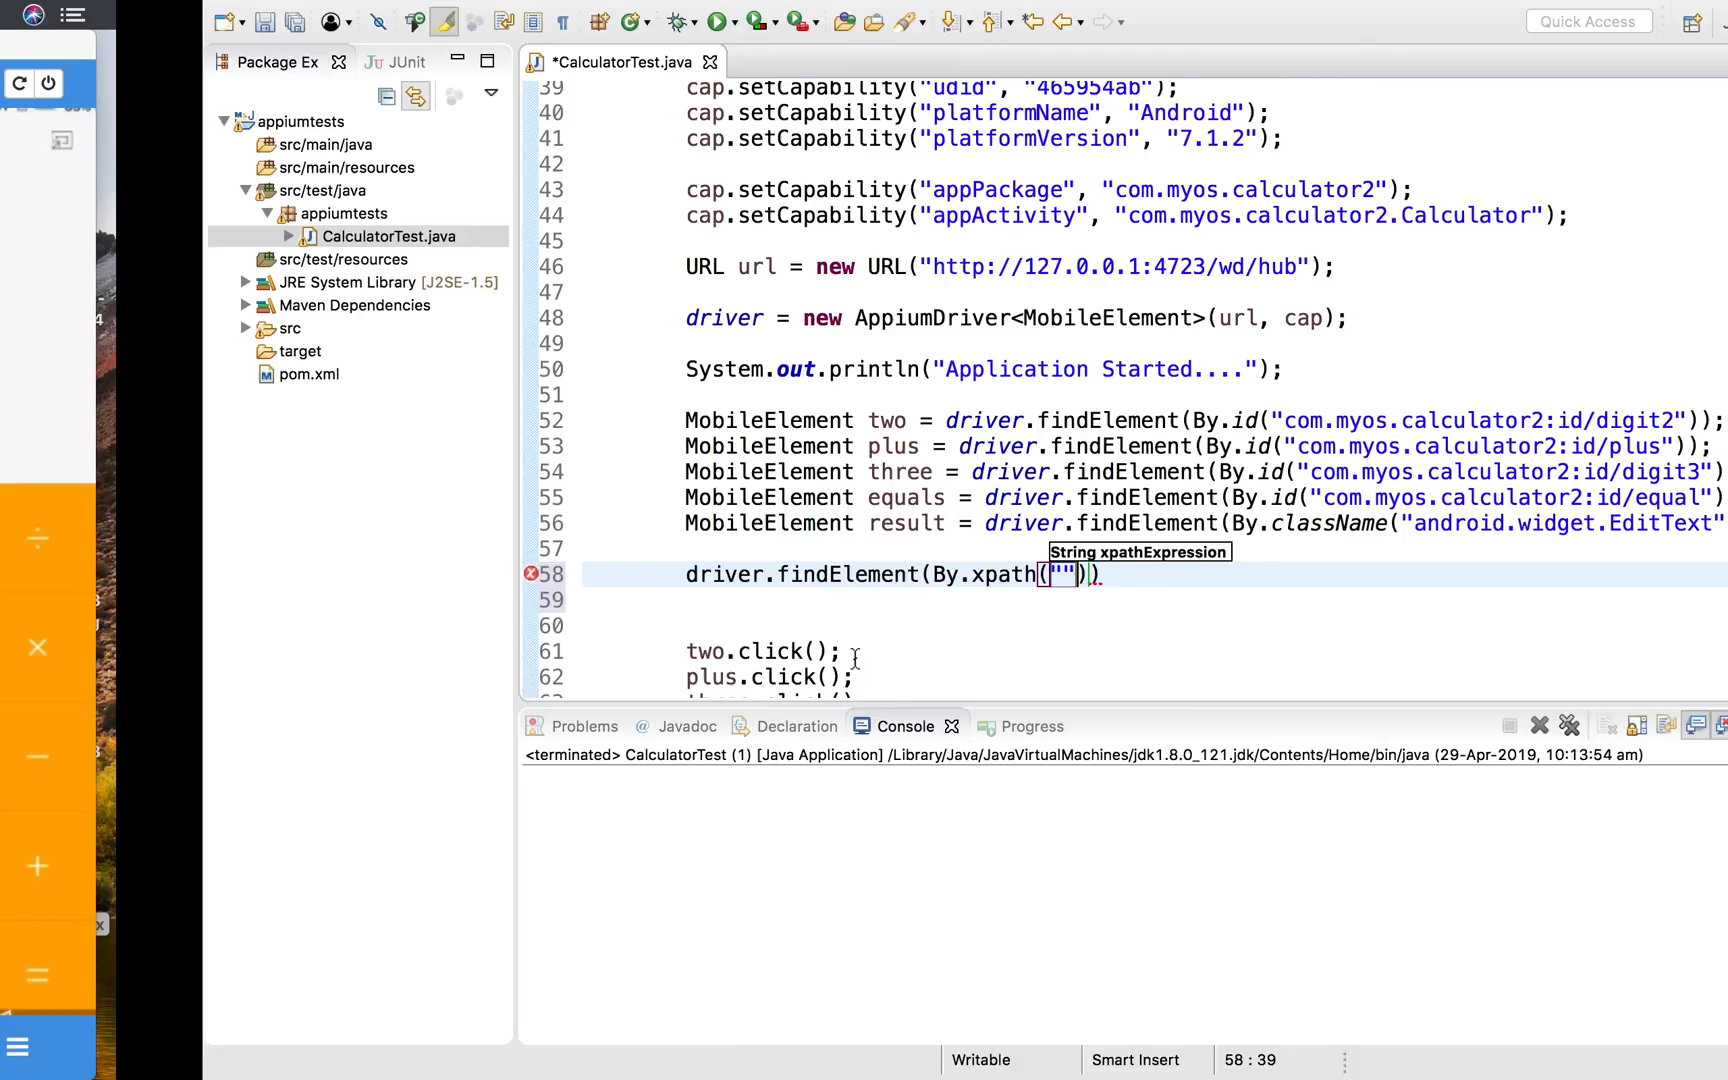 Quick Access
Package Ex
JUnit
*CalculatorTest.java
appiumtests
src/main/java
src/main/resources
src/test/java
appiumtests
CalculatorTest.java
src/test/resources
JRE System Library [J2SE-1.5]
Maven Dependencies
src
target
pom.xml
39 cap.setCapability("udid", "465954ab");
40 cap.setCapability("platformName", "Android");
41 cap.setCapability("platformVersion", "7.1.2");
42
43 cap.setCapability("appPackage", "com.myos.calculator2");
44 cap.setCapability("appActivity", "com.myos.calculator2.Calculator");
45
46 URL url = new URL("http://127.0.0.1:4723/wd/hub");
47
48 driver = new AppiumDriver<MobileElement>(url, cap);
49
50 System.out.println("Application Started....");
51
52 MobileElement two = driver.findElement(By.id("com.myos.calculator2:id/digit2"));
53 MobileElement plus = driver.findElement(By.id("com.myos.calculator2:id/plus"));
54 MobileElement three = driver.findElement(By.id("com.myos.calculator2:id/digit3")
55 MobileElement equals = driver.findElement(By.id("com.myos.calculator2:id/equal")
56 MobileElement result = driver.findElement(By.className("android.widget.EditText"
57
String xpathExpression
58 driver.findElement(By.xpath(""))
59
60
61 two.click();
62 plus.click();
÷
×
−
+
=
Problems
@ Javadoc
Declaration
Console
Progress
<terminated> CalculatorTest (1) [Java Application] /Library/Java/JavaVirtualMachines/jdk1.8.0_121.jdk/Contents/Home/bin/java (29-Apr-2019, 10:13:54 am)
Writable
Smart Insert
58 : 39